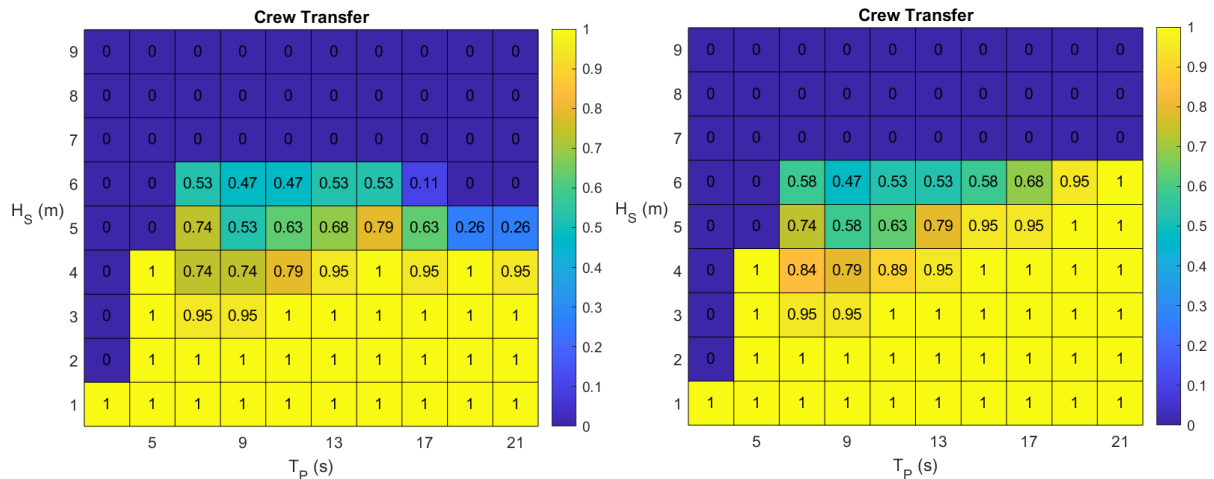 Crew Transfer
9 0 0 0 0 0 0 0 0 0 0
8 0 0 0 0 0 0 0 0 0 0
7 0 0 0 0 0 0 0 0 0 0
6 0 0 0.53 0.47 0.47 0.53 0.53 0.11 0 0
5 0 0 0.74 0.53 0.63 0.68 0.79 0.63 0.26 0.26
4 0 1 0.74 0.74 0.79 0.95 1 0.95 1 0.95
3 0 1 0.95 0.95 1 1 1 1 1 1
2 0 1 1 1 1 1 1 1 1 1
1 1 1 1 1 1 1 1 1 1 1
H_S (m)
5 9 13 17 21
T_P (s)
1
0.9
0.8
0.7
0.6
0.5
0.4
0.3
0.2
0.1
0
Crew Transfer
9 0 0 0 0 0 0 0 0 0 0
8 0 0 0 0 0 0 0 0 0 0
7 0 0 0 0 0 0 0 0 0 0
6 0 0 0.58 0.47 0.53 0.53 0.58 0.68 0.95 1
5 0 0 0.74 0.58 0.63 0.79 0.95 0.95 1 1
4 0 1 0.84 0.79 0.89 0.95 1 1 1 1
3 0 1 0.95 0.95 1 1 1 1 1 1
2 0 1 1 1 1 1 1 1 1 1
1 1 1 1 1 1 1 1 1 1 1
H_S (m)
5 9 13 17 21
T_P (s)
1
0.9
0.8
0.7
0.6
0.5
0.4
0.3
0.2
0.1
0